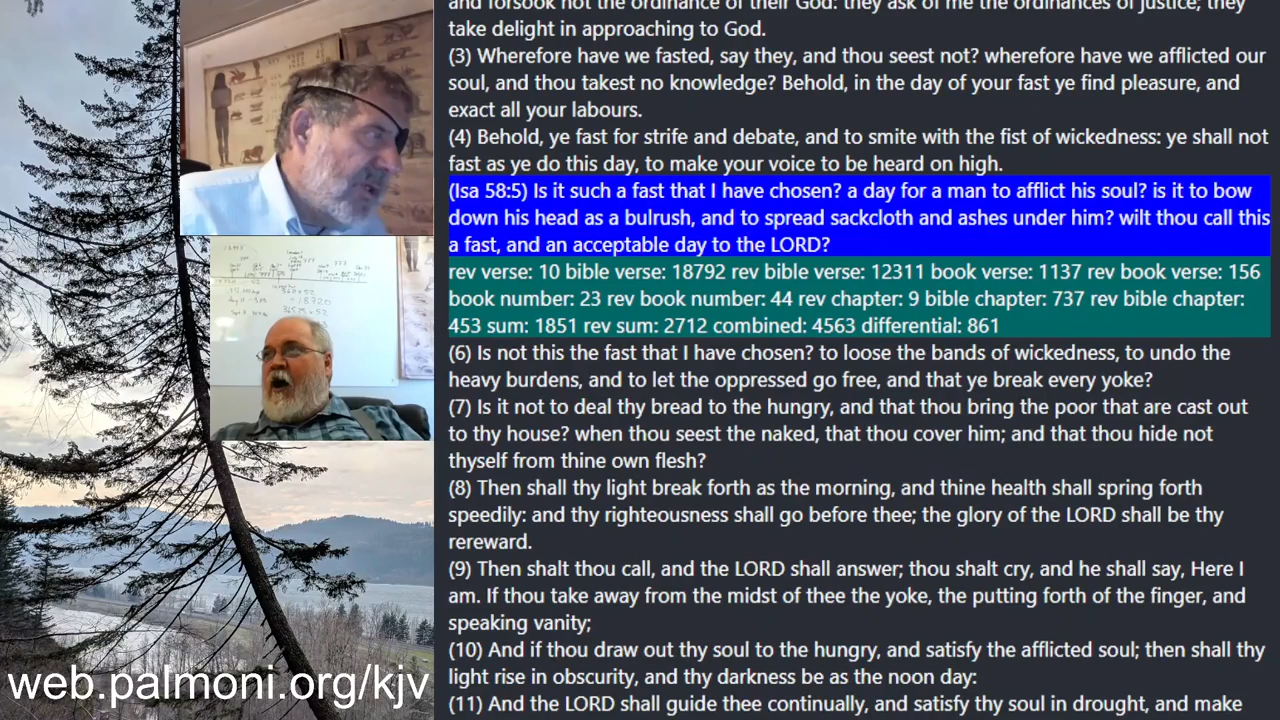 and forsook not the ordinance of their God: they ask of me the ordinances of justice; they
take delight in approaching to God.
(3) Wherefore have we fasted, say they, and thou seest not? wherefore have we afflicted our
soul, and thou takest no knowledge? Behold, in the day of your fast ye find pleasure, and
exact all your labours.
(4) Behold, ye fast for strife and debate, and to smite with the fist of wickedness: ye shall not
fast as ye do this day, to make your voice to be heard on high.
(Isa 58:5) Is it such a fast that I have chosen? a day for a man to afflict his soul? is it to bow
down his head as a bulrush, and to spread sackcloth and ashes under him? wilt thou call this
a fast, and an acceptable day to the LORD?
rev verse: 10 bible verse: 18792 rev bible verse: 12311 book verse: 1137 rev book verse: 156
book number: 23 rev book number: 44 rev chapter: 9 bible chapter: 737 rev bible chapter:
453 sum: 1851 rev sum: 2712 combined: 4563 differential: 861
(6) Is not this the fast that I have chosen? to loose the bands of wickedness, to undo the
heavy burdens, and to let the oppressed go free, and that ye break every yoke?
(7) Is it not to deal thy bread to the hungry, and that thou bring the poor that are cast out
to thy house? when thou seest the naked, that thou cover him; and that thou hide not
thyself from thine own flesh?
(8) Then shall thy light break forth as the morning, and thine health shall spring forth
speedily: and thy righteousness shall go before thee; the glory of the LORD shall be thy
rereward.
(9) Then shalt thou call, and the LORD shall answer; thou shalt cry, and he shall say, Here I
am. If thou take away from the midst of thee the yoke, the putting forth of the finger, and
speaking vanity;
(10) And if thou draw out thy soul to the hungry, and satisfy the afflicted soul; then shall thy
light rise in obscurity, and thy darkness be as the noon day:
(11) And the LORD shall guide thee continually, and satisfy thy soul in drought, and make
web.palmoni.org/kjv